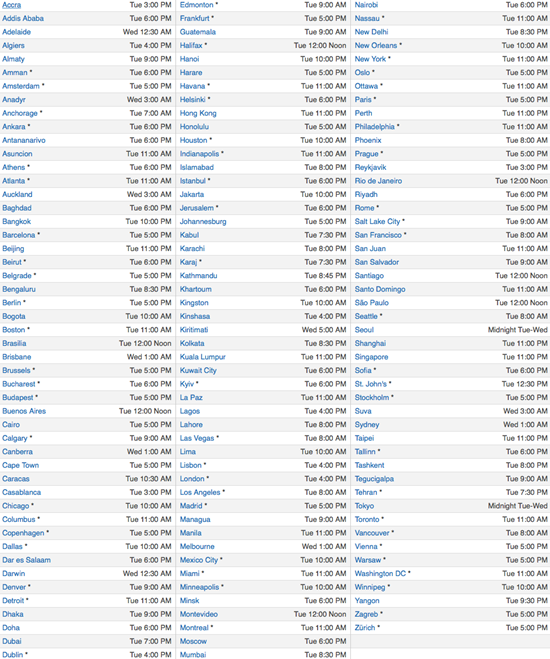 Accra Tue 3:00 PM
Addis Ababa Tue 6:00 PM
Adelaide Wed 12:30 AM
Algiers Tue 4:00 PM
Almaty Tue 9:00 PM
Amman * Tue 6:00 PM
Amsterdam * Tue 5:00 PM
Anadyr Wed 3:00 AM
Anchorage * Tue 7:00 AM
Ankara * Tue 6:00 PM
Antananarivo Tue 6:00 PM
Asuncion Tue 11:00 AM
Athens * Tue 6:00 PM
Atlanta * Tue 11:00 AM
Auckland Wed 3:00 AM
Baghdad Tue 6:00 PM
Bangkok Tue 10:00 PM
Barcelona * Tue 5:00 PM
Beijing Tue 11:00 PM
Beirut * Tue 6:00 PM
Belgrade * Tue 5:00 PM
Bengaluru Tue 8:30 PM
Berlin * Tue 5:00 PM
Bogota Tue 10:00 AM
Boston * Tue 11:00 AM
Brasilia Tue 12:00 Noon
Brisbane Wed 1:00 AM
Brussels * Tue 5:00 PM
Bucharest * Tue 6:00 PM
Budapest * Tue 5:00 PM
Buenos Aires Tue 12:00 Noon
Cairo Tue 5:00 PM
Calgary * Tue 9:00 AM
Canberra Wed 1:00 AM
Cape Town Tue 5:00 PM
Caracas Tue 10:30 AM
Casablanca Tue 3:00 PM
Chicago * Tue 10:00 AM
Columbus * Tue 11:00 AM
Copenhagen * Tue 5:00 PM
Dallas * Tue 10:00 AM
Dar es Salaam Tue 6:00 PM
Darwin Wed 12:30 AM
Denver * Tue 9:00 AM
Detroit * Tue 11:00 AM
Dhaka Tue 9:00 PM
Doha Tue 6:00 PM
Dubai Tue 7:00 PM
Dublin * Tue 4:00 PM
Edmonton * Tue 9:00 AM
Frankfurt * Tue 5:00 PM
Guatemala Tue 9:00 AM
Halifax * Tue 12:00 Noon
Hanoi Tue 10:00 PM
Harare Tue 5:00 PM
Havana * Tue 11:00 AM
Helsinki * Tue 6:00 PM
Hong Kong Tue 11:00 PM
Honolulu Tue 5:00 AM
Houston * Tue 10:00 AM
Indianapolis * Tue 11:00 AM
Islamabad Tue 8:00 PM
Istanbul * Tue 6:00 PM
Jakarta Tue 10:00 PM
Jerusalem * Tue 6:00 PM
Johannesburg Tue 5:00 PM
Kabul Tue 7:30 PM
Karachi Tue 8:00 PM
Karaj * Tue 7:30 PM
Kathmandu Tue 8:45 PM
Khartoum Tue 6:00 PM
Kingston Tue 10:00 AM
Kinshasa Tue 4:00 PM
Kiritimati Wed 5:00 AM
Kolkata Tue 8:30 PM
Kuala Lumpur Tue 11:00 PM
Kuwait City Tue 6:00 PM
Kyiv * Tue 6:00 PM
La Paz Tue 11:00 AM
Lagos Tue 4:00 PM
Lahore Tue 8:00 PM
Las Vegas * Tue 8:00 AM
Lima Tue 10:00 AM
Lisbon * Tue 4:00 PM
London * Tue 4:00 PM
Los Angeles * Tue 8:00 AM
Madrid * Tue 5:00 PM
Managua Tue 9:00 AM
Manila Tue 11:00 PM
Melbourne Wed 1:00 AM
Mexico City * Tue 10:00 AM
Miami * Tue 11:00 AM
Minneapolis * Tue 10:00 AM
Minsk Tue 6:00 PM
Montevideo Tue 12:00 Noon
Montreal * Tue 11:00 AM
Moscow Tue 6:00 PM
Mumbai Tue 8:30 PM
Nairobi Tue 6:00 PM
Nassau * Tue 11:00 AM
New Delhi Tue 8:30 PM
New Orleans * Tue 10:00 AM
New York * Tue 11:00 AM
Oslo * Tue 5:00 PM
Ottawa * Tue 11:00 AM
Paris * Tue 5:00 PM
Perth Tue 11:00 PM
Philadelphia * Tue 11:00 AM
Phoenix Tue 8:00 AM
Prague * Tue 5:00 PM
Reykjavik Tue 3:00 PM
Rio de Janeiro Tue 12:00 Noon
Riyadh Tue 6:00 PM
Rome * Tue 5:00 PM
Salt Lake City * Tue 9:00 AM
San Francisco * Tue 8:00 AM
San Juan Tue 11:00 AM
San Salvador Tue 9:00 AM
Santiago Tue 12:00 Noon
Santo Domingo Tue 11:00 AM
São Paulo Tue 12:00 Noon
Seattle * Tue 8:00 AM
Seoul Midnight Tue-Wed
Shanghai Tue 11:00 PM
Singapore Tue 11:00 PM
Sofia * Tue 6:00 PM
St. John's * Tue 12:30 PM
Stockholm * Tue 5:00 PM
Suva Wed 3:00 AM
Sydney Wed 1:00 AM
Taipei Tue 11:00 PM
Tallinn * Tue 6:00 PM
Tashkent Tue 8:00 PM
Tegucigalpa Tue 9:00 AM
Tehran * Tue 7:30 PM
Tokyo Midnight Tue-Wed
Toronto * Tue 11:00 AM
Vancouver * Tue 8:00 AM
Vienna * Tue 5:00 PM
Warsaw * Tue 5:00 PM
Washington DC * Tue 11:00 AM
Winnipeg * Tue 10:00 AM
Yangon Tue 9:30 PM
Zagreb * Tue 5:00 PM
Zürich * Tue 5:00 PM